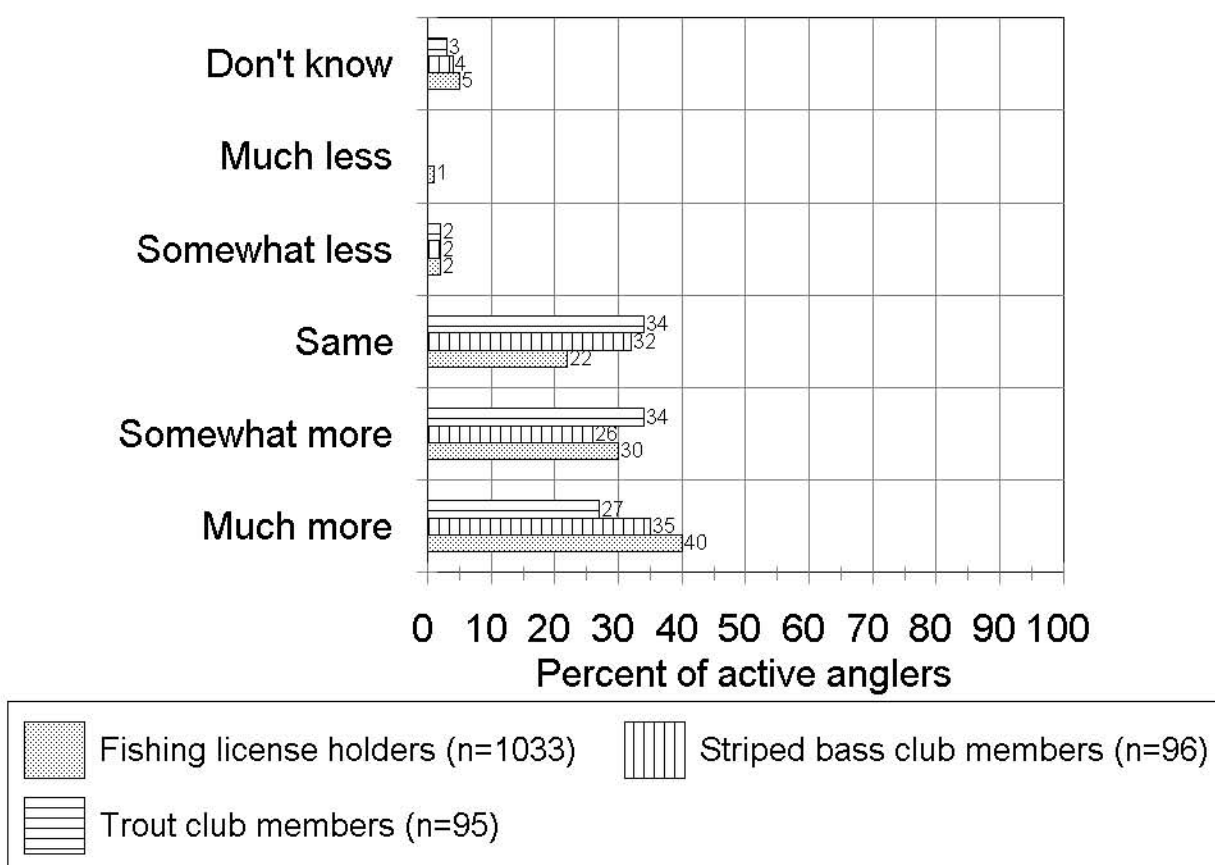 Don't know
3
4
5
Much less
1
Somewhat less
2
2
2
Same
34
32
22
Somewhat more
34
26
30
Much more
27
35
40
0 10 20 30 40 50 60 70 80 90 100
Percent of active anglers
Fishing license holders (n=1033)
Striped bass club members (n=96)
Trout club members (n=95)